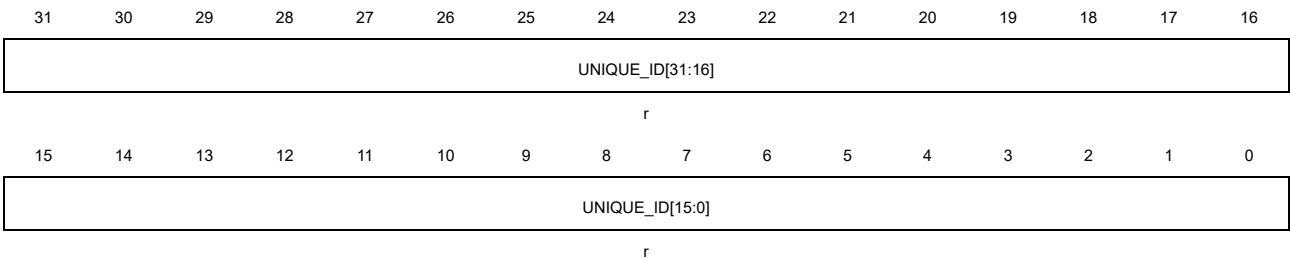 31 30 29 28 27 26 25 24 23 22 21 20 19 18 17 16
UNIQUE_ID[31:16]
r
15 14 13 12 11 10 9 8 7 6 5 4 3 2 1 0
UNIQUE_ID[15:0]
r